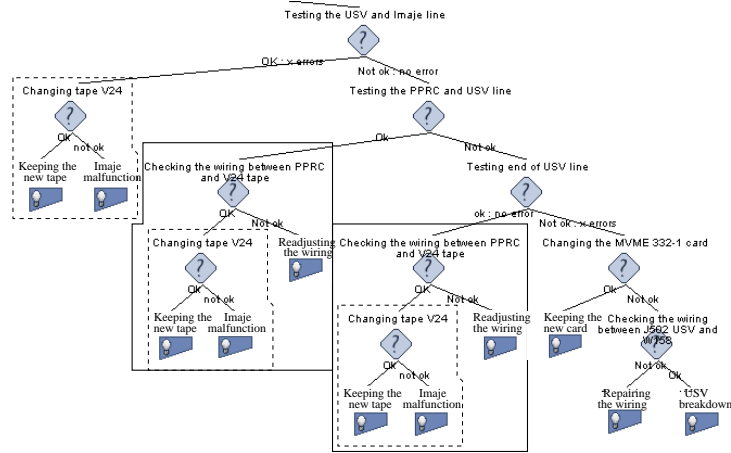 Testing the USV and Imaje line
OK : x errors
Not ok : no error
Changing tape V24
Testing the PPRC and USV line
Ok
not ok
Ok
Not ok
Keeping the
new tape
Imaje
malfunction
Checking the wiring between PPRC
and V24 tape
Testing end of USV line
OK
Not ok
ok : no error
Not ok : x errors
Changing tape V24
Readjusting
the wiring
Checking the wiring between PPRC
and V24 tape
Changing the MVME 332-1 card
Ok
not ok
OK
Not ok
Ok
Not ok
Keeping the
new tape
Imaje
malfunction
Changing tape V24
Readjusting
the wiring
Keeping the
new card
Checking the wiring
between J502 USV and
WJ58
Ok
not ok
Not ok
Ok
Keeping the
new tape
Imaje
malfunction
Repairing
the wiring
USV
breakdown